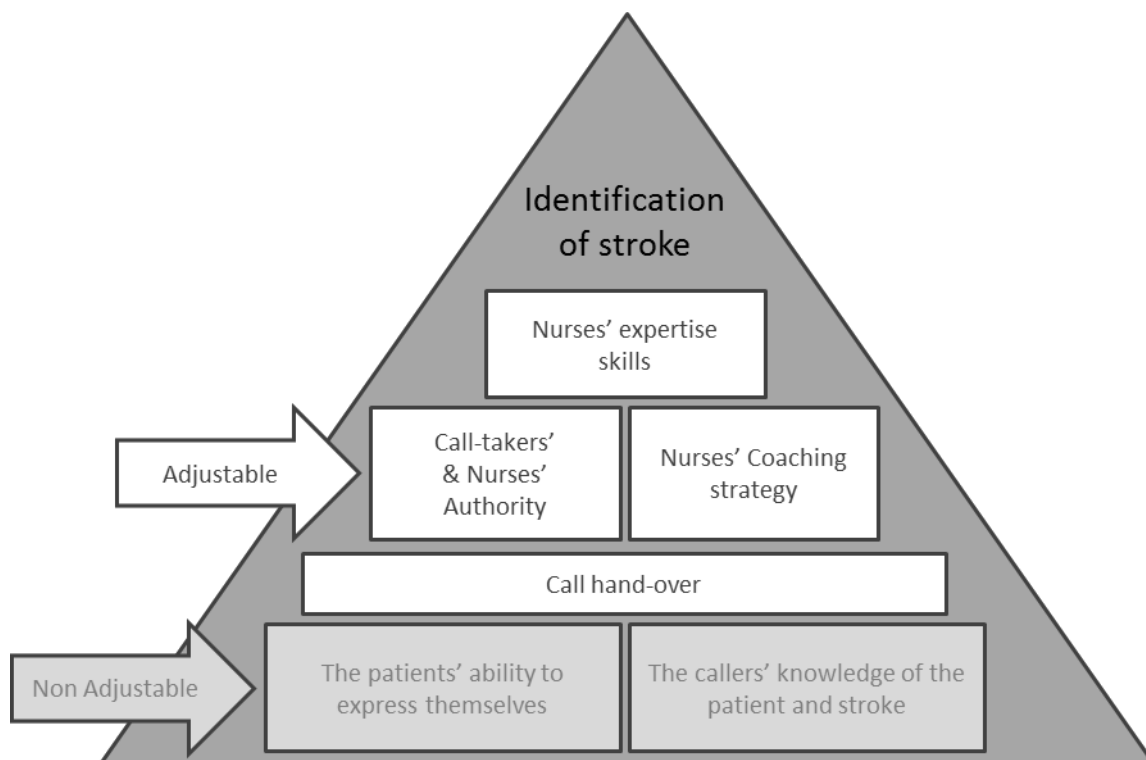 Identification
of stroke
Nurses’ expertise
skills
Adjustable
Call-takers’
& Nurses’
Authority
Nurses’ Coaching
strategy
Call hand-over
Non Adjustable
The patients’ ability to
express themselves
The callers’ knowledge of the
patient and stroke